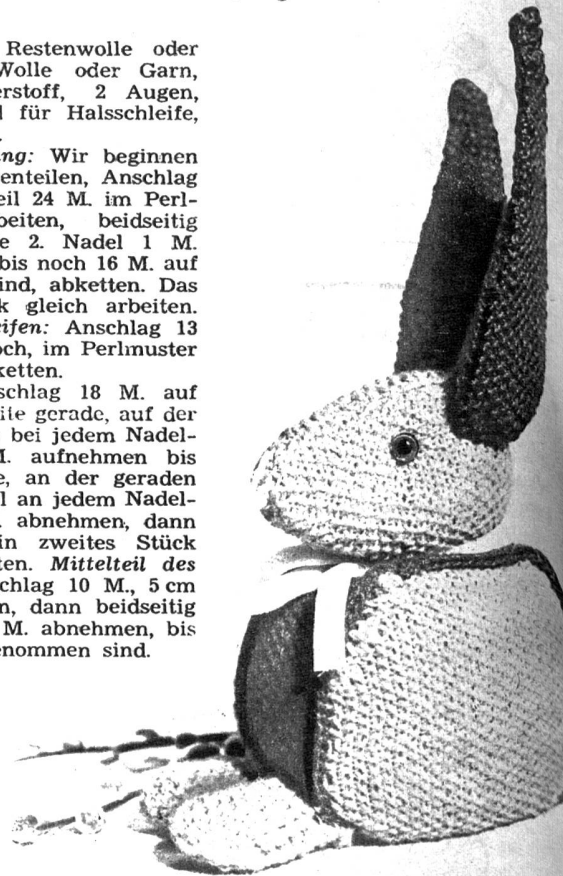 Restenwolle oder
Wolle oder Garn,
erstoff, 2 Augen,
für Halsschleife,
ng: Wir beginnen
enteilen, Anschlag
eil 24 M. im Perl-
beiten, beidseitig
e 2. Nadel 1 M.
bis noch 16 M. auf
ind, abketten. Das
k gleich arbeiten.
eifen: Anschlag 13
och, im Perlmuster
ketten.
schlag 18 M. auf
eite gerade, auf der
bei jedem Nadel-
M. aufnehmen bis
e, an der geraden
l an jedem Nadel-
. abnehmen, dann
in zweites Stück
ten. Mittelteil des
chlag 10 M., 5 cm
n, dann beidseitig
M. abnehmen, bis
enommen sind.